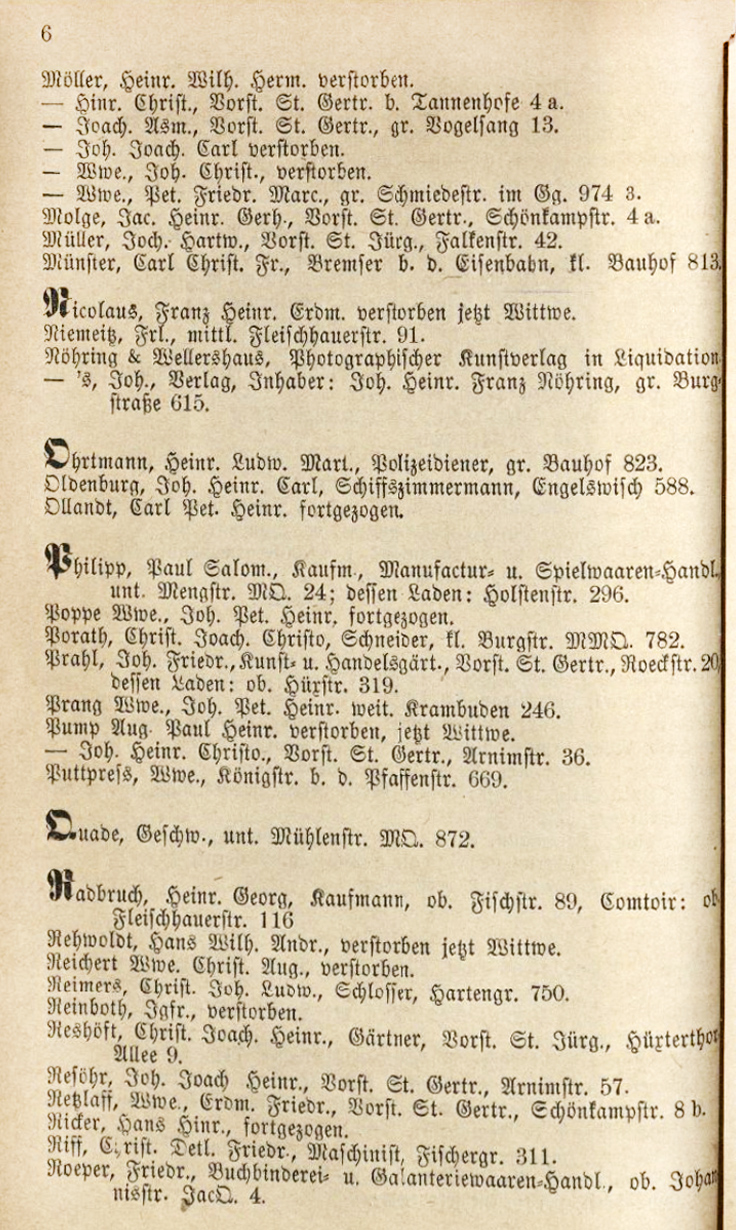 6
Möller, Heinr. Wilh. Herm. verstorben.
— Hinr. Christ., Vorst. St. Gertr. b. Tannenhofe 4 a.
— Joach. Asm., Vorst. St. Gertr., gr. Vogelsang 13.
— Joh. Joach. Carl verstorben.
— Wwe., Joh. Christ., verstorben.
— Wwe., Pet. Friedr. Marc., gr. Schmiedestr. im Gg. 974 3.
Molge, Jac. Heinr. Gerh., Vorst. St. Gertr., Schönkampstr. 4 a.
Müller, Joch. Hartw., Vorst. St. Jürg., Falkenstr. 42.
Münster, Carl Christ. Fr., Bremser b. d. Eisenbahn, kl. Bauhof 813.
Nicolaus, Franz Heinr. Erdm. verstorben jetzt Wittwe.
Niemeitz, Frl., mittl. Fleischhauerstr. 91.
Nöhring & Wellershaus, Photographischer Kunstverlag in Liquidation
— 's, Joh., Verlag, Inhaber: Joh. Heinr. Franz Nöhring, gr. Burg-
straße 615.
Ohrtmann, Heinr. Ludw. Mart., Polizeidiener, gr. Bauhof 823.
Oldenburg, Joh. Heinr. Carl, Schiffszimmermann, Engelswisch 588.
Ollandt, Carl Pet. Heinr. fortgezogen.
Philipp, Paul Salom., Kaufm., Manufactur- u. Spielwaaren-Handl.,
unt. Mengstr. MQ. 24; dessen Laden: Holstenstr. 296.
Poppe Wwe., Joh. Pet. Heinr. fortgezogen.
Porath, Christ. Joach. Christo, Schneider, kl. Burgstr. MMQ. 782.
Prahl, Joh. Friedr., Kunst- u. Handelsgärt., Vorst. St. Gertr., Roeckstr. 20,
dessen Laden: ob. Hüxstr. 319.
Prang Wwe., Joh. Pet. Heinr. weit. Krambuden 246.
Pump Aug. Paul Heinr. verstorben, jetzt Wittwe.
— Joh. Heinr. Christo., Vorst. St. Gertr., Arnimstr. 36.
Puttpress, Wwe., Königstr. b. d. Pfaffenstr. 669.
Quade, Geschw., unt. Mühlenstr. MQ. 872.
Radbruch, Heinr. Georg, Kaufmann, ob. Fischstr. 89, Comtoir: ob
Fleischhauerstr. 116
Rehwoldt, Hans Wilh. Andr., verstorben jetzt Wittwe.
Reichert Wwe. Christ. Aug., verstorben.
Reimers, Christ. Joh. Ludw., Schlosser, Hartengr. 750.
Reinboth, Jgfr., verstorben.
Reshöft, Christ. Joach. Heinr., Gärtner, Vorst. St. Jürg., Hüxterthor
Allee 9.
Resöhr, Joh. Joach Heinr., Vorst. St. Gertr., Arnimstr. 57.
Retzlaff, Wwe., Erdm. Friedr., Vorst. St. Gertr., Schönkampstr. 8 b.
Ricker, Hans Hinr., fortgezogen.
Riff, Christ. Detl. Friedr., Maschinist, Fischergr. 311.
Roeper, Friedr., Buchbinderei- u. Galanteriewaaren-Handl., ob. Johan
nisstr. JacQ. 4.